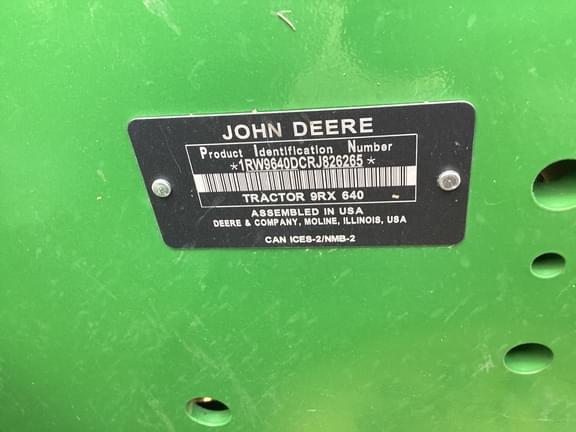 JOHN DEERE
Product Identification Number
*1RW9640DCRJ826265*
TRACTOR 9RX 640
ASSEMBLED IN USA
DEERE & COMPANY, MOLINE, ILLINOIS, USA
CAN ICES-2/NMB-2